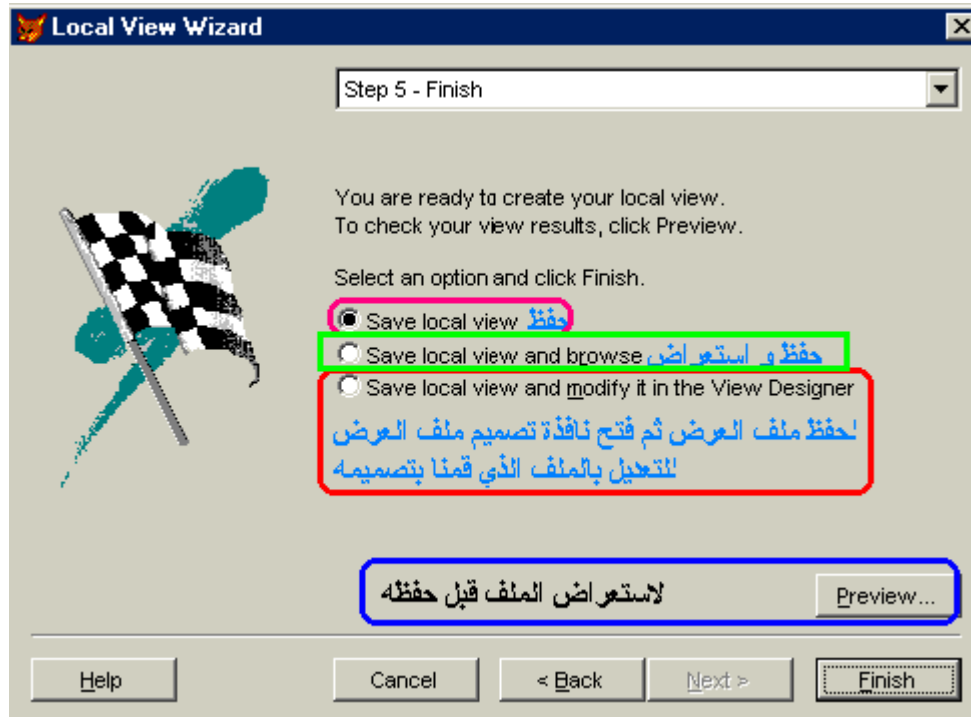 Local View Wizard
Step 5 - Finish
You are ready to create your local view.
To check your view results, click Preview.
Select an option and click Finish.
Save local view حفظ
Save local view and browse حفظ و استعراض
Save local view and modify it in the View Designer
لحفظ ملف العرض ثم فتح نافذة تصميم ملف العرض
للتعديل بالملف الذي قمنا بتصميمه
لاستعراض الملف قبل حفظه Preview...
Help Cancel < Back Next > Finish